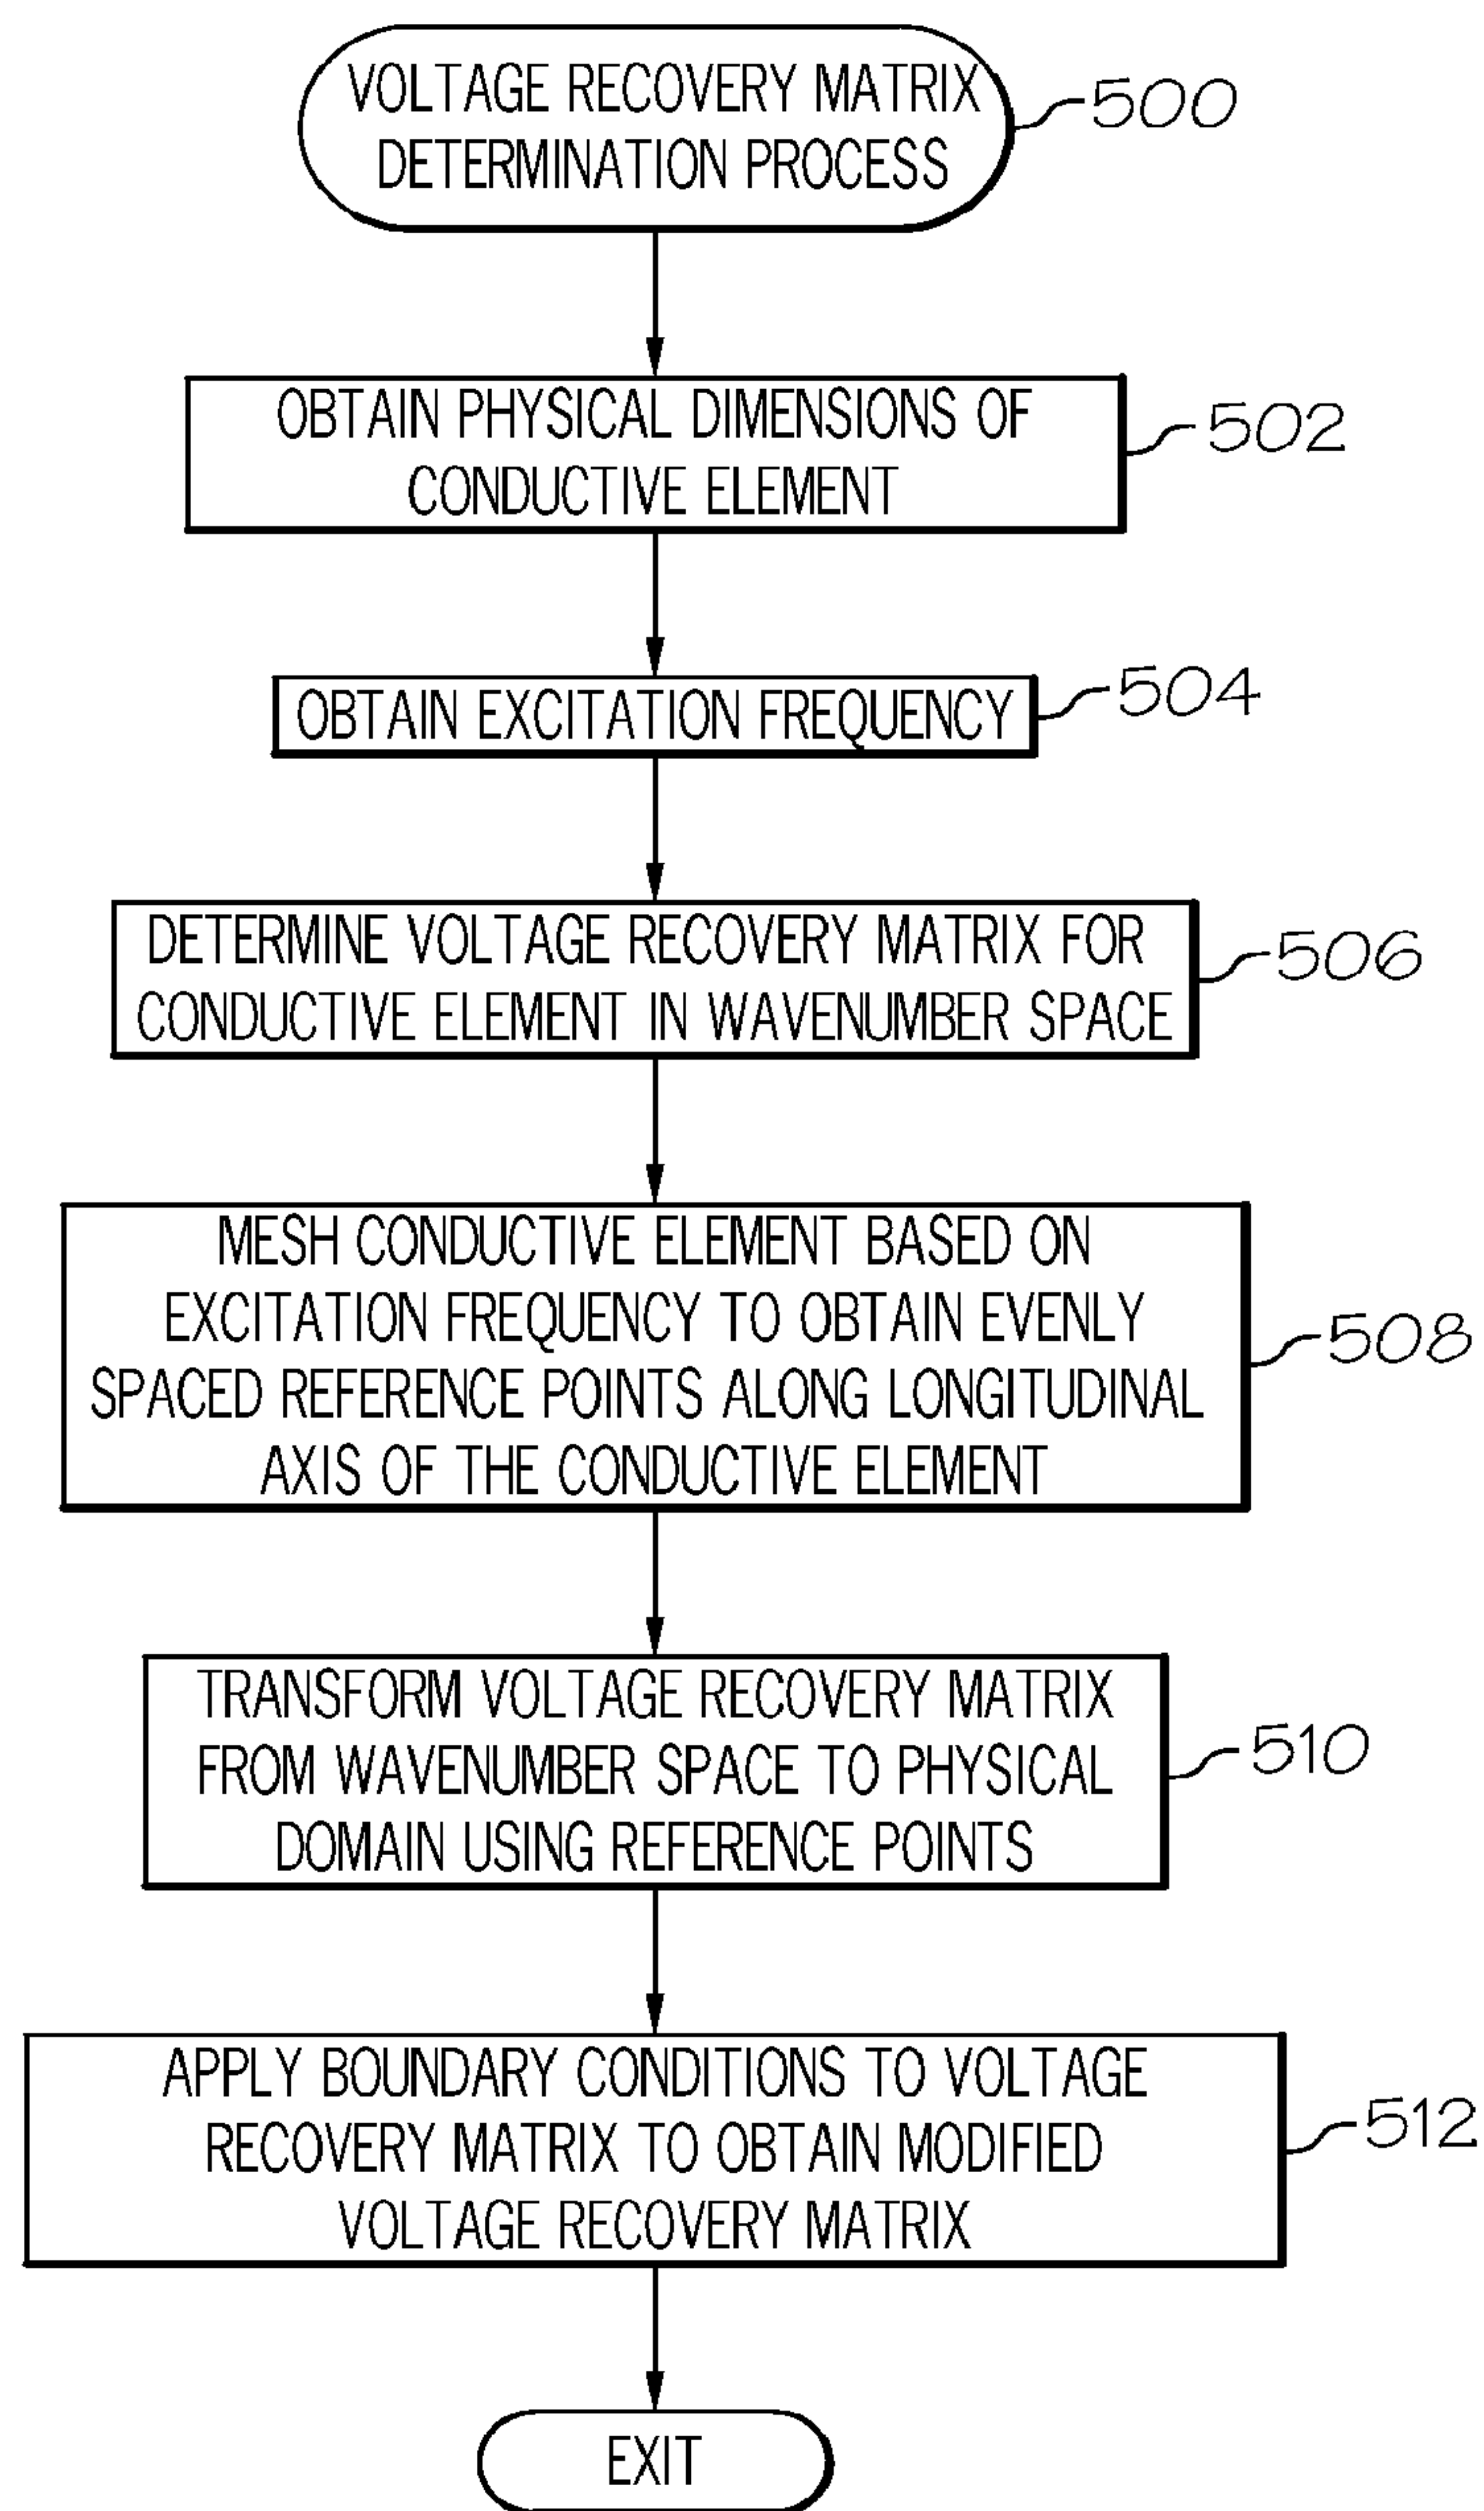 VOLTAGE RECOVERY MATRIX
DETERMINATION PROCESS
500
OBTAIN PHYSICAL DIMENSIONS OF
CONDUCTIVE ELEMENT
502
OBTAIN EXCITATION FREQUENCY
504
DETERMINE VOLTAGE RECOVERY MATRIX FOR
CONDUCTIVE ELEMENT IN WAVENUMBER SPACE
506
MESH CONDUCTIVE ELEMENT BASED ON
EXCITATION FREQUENCY TO OBTAIN EVENLY
SPACED REFERENCE POINTS ALONG LONGITUDINAL
AXIS OF THE CONDUCTIVE ELEMENT
508
TRANSFORM VOLTAGE RECOVERY MATRIX
FROM WAVENUMBER SPACE TO PHYSICAL
DOMAIN USING REFERENCE POINTS
510
APPLY BOUNDARY CONDITIONS TO VOLTAGE
RECOVERY MATRIX TO OBTAIN MODIFIED
VOLTAGE RECOVERY MATRIX
512
EXIT